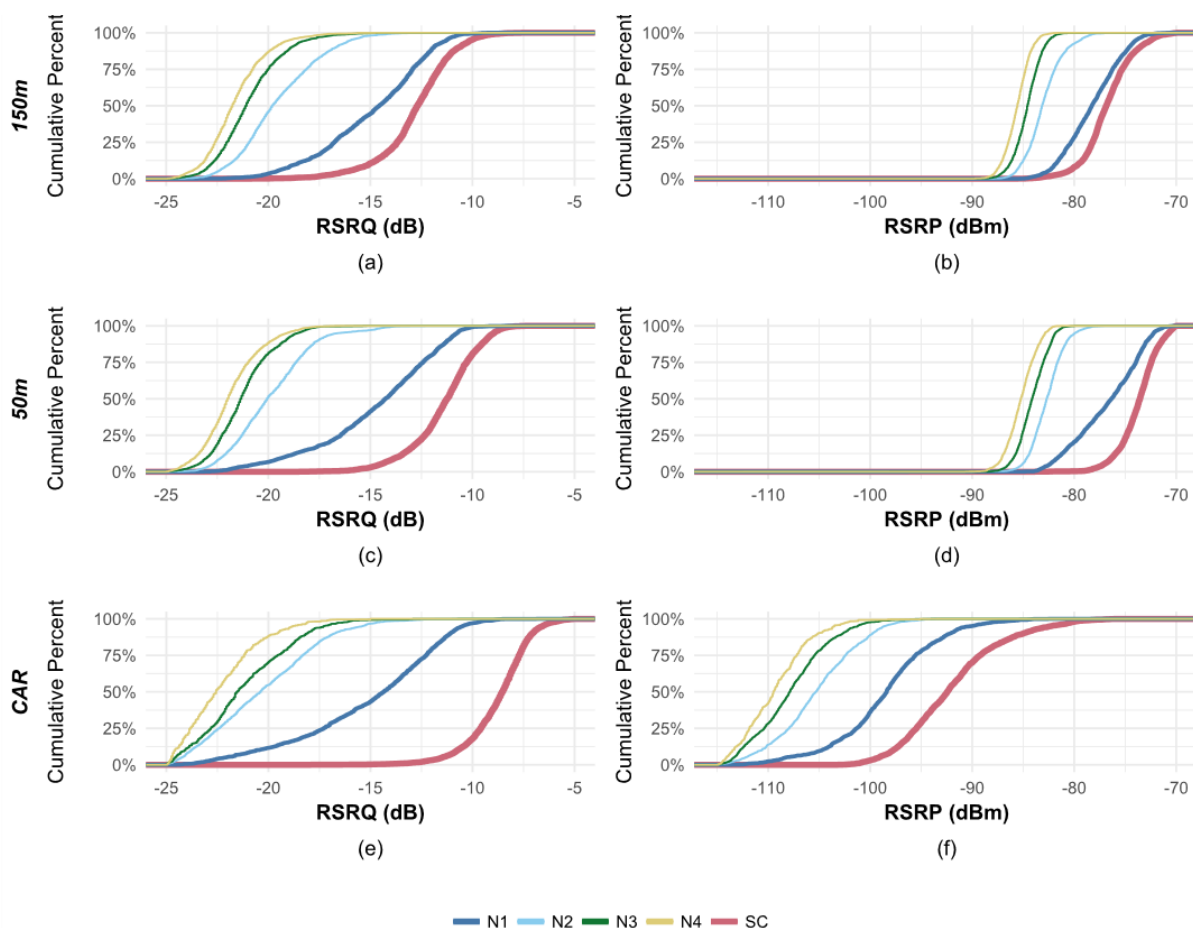 150m
Cumulative Percent
100%
75%
50%
25%
0%
-25 -20 -15 -10 -5
RSRQ (dB)
(a)
Cumulative Percent
100%
75%
50%
25%
0%
-110 -100 -90 -80 -70
RSRP (dBm)
(b)
50m
Cumulative Percent
100%
75%
50%
25%
0%
-25 -20 -15 -10 -5
RSRQ (dB)
(c)
Cumulative Percent
100%
75%
50%
25%
0%
-110 -100 -90 -80 -70
RSRP (dBm)
(d)
CAR
Cumulative Percent
100%
75%
50%
25%
0%
-25 -20 -15 -10 -5
RSRQ (dB)
(e)
Cumulative Percent
100%
75%
50%
25%
0%
-110 -100 -90 -80 -70
RSRP (dBm)
(f)
N1 N2 N3 N4 SC